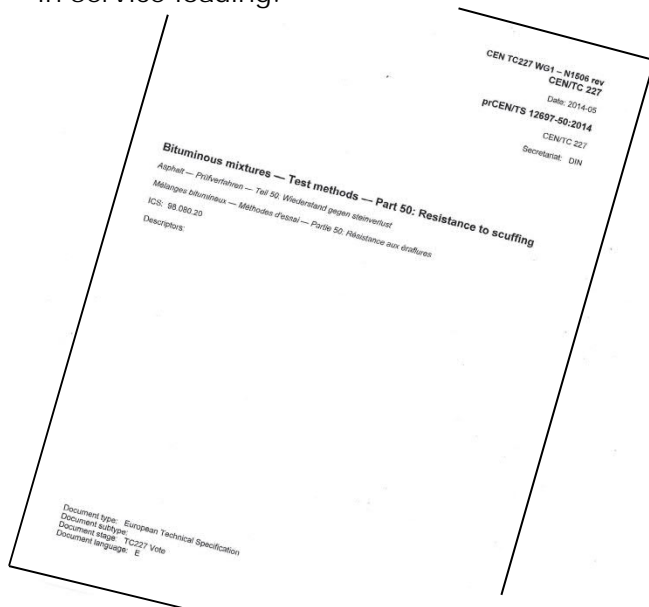 in service loading.
CEN TC227 WG1 – N1506 rev
CEN/TC 227
Date: 2014-05
prCEN/TS 12697-50:2014
CEN/TC 227
Secretariat: DIN
Bituminous mixtures — Test methods — Part 50: Resistance to scuffing
Asphalt — Prüfverfahren — Teil 50: Wiederstand gegen steinverlust
Mélanges bitumineux — Méthodes d'essai — Partie 50: Résistance aux éraflures
ICS: 98.080.20
Descriptors:
Document type: European Technical Specification
Document subtype:
Document stage: TC227 Vote
Document language: E